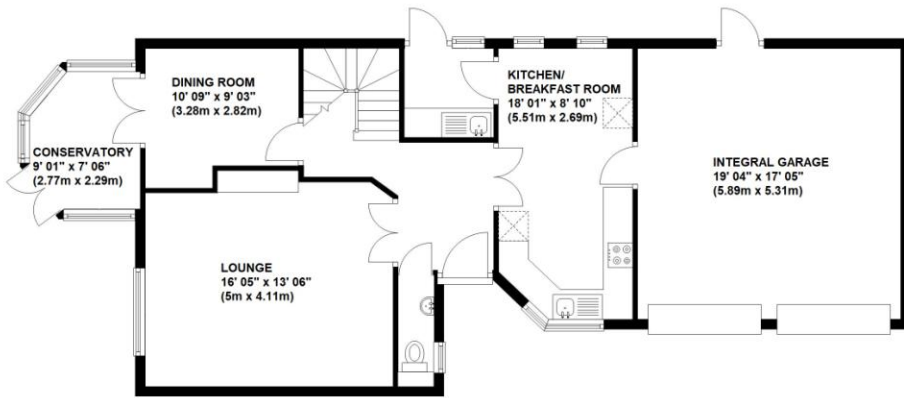 DINING ROOM
10' 09" x 9' 03"
(3.28m x 2.82m)
KITCHEN/
BREAKFAST ROOM
18' 01" x 8' 10"
(5.51m x 2.69m)
CONSERVATORY
9' 01" x 7' 06"
(2.77m x 2.29m)
INTEGRAL GARAGE
19' 04" x 17' 05"
(5.89m x 5.31m)
LOUNGE
16' 05" x 13' 06"
(5m x 4.11m)